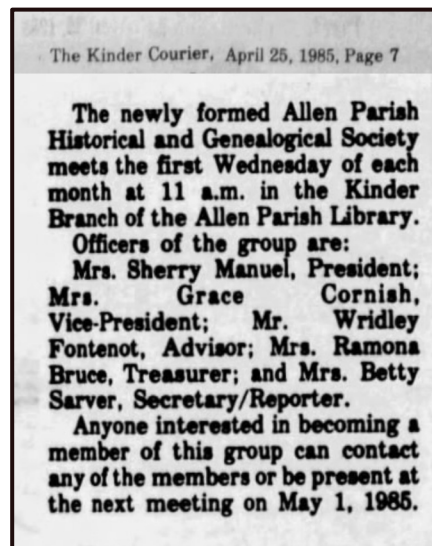 The Kinder Courier, April 25, 1985, Page 7
The newly formed Allen Parish
Historical and Genealogical Society
meets the first Wednesday of each
month at 11 a.m. in the Kinder
Branch of the Allen Parish Library.
Officers of the group are:
Mrs. Sherry Manuel, President;
Mrs. Grace Cornish,
Vice-President; Mr. Wridley
Fontenot, Advisor; Mrs. Ramona
Bruce, Treasurer; and Mrs. Betty
Sarver, Secretary/Reporter.
Anyone interested in becoming a
member of this group can contact
any of the members or be present at
the next meeting on May 1, 1985.